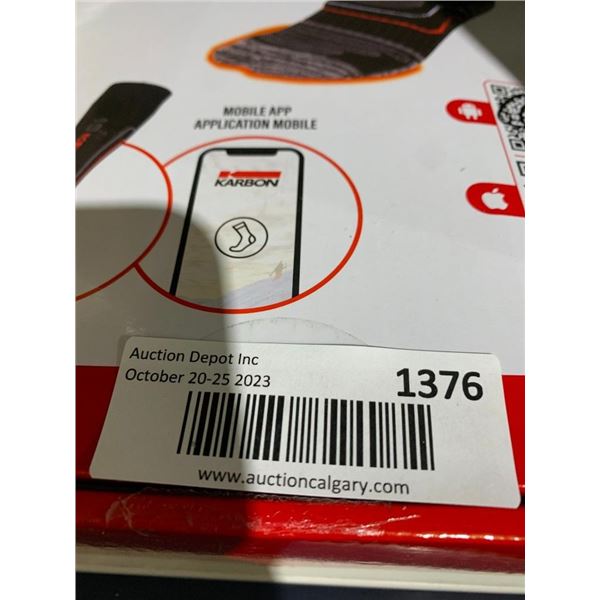 MOBILE APP
APPLICATION MOBILE
KARBON
Auction Depot Inc
October 20-25 2023
1376
www.auctioncalgary.com